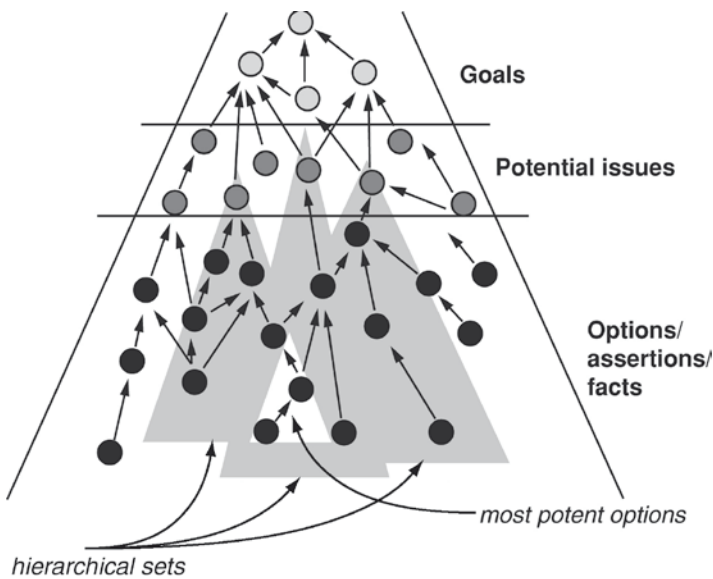 Goals
Potential issues
Options/
assertions/
facts
most potent options
hierarchical sets